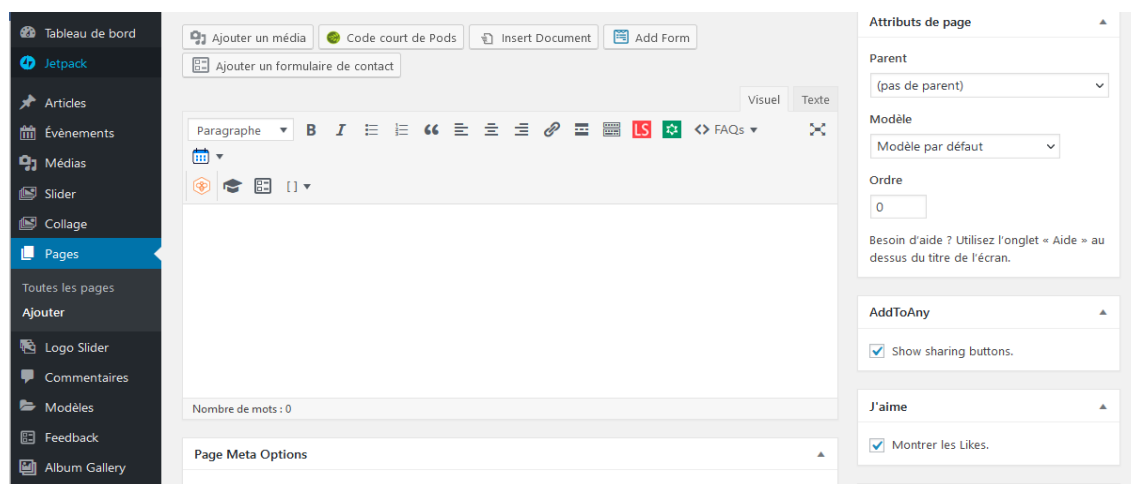 Tableau de bord
Jetpack
Articles
Évènements
Médias
Slider
Collage
Pages
Toutes les pages
Ajouter
Logo Slider
Commentaires
Modèles
Feedback
Album Gallery
Ajouter un média
Code court de Pods
Insert Document
Add Form
Ajouter un formulaire de contact
Visuel
Texte
Paragraphe
B
I
LS
<> FAQs
[ ]
Nombre de mots : 0
Page Meta Options
Attributs de page
Parent
(pas de parent)
Modèle
Modèle par défaut
Ordre
0
Besoin d'aide ? Utilisez l'onglet « Aide » au
dessus du titre de l'écran.
AddToAny
Show sharing buttons.
J'aime
Montrer les Likes.